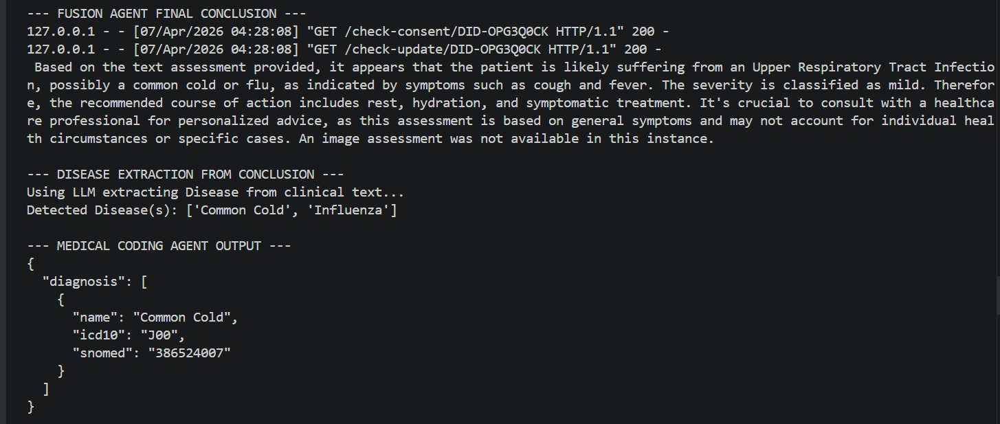 --- FUSION AGENT FINAL CONCLUSION ---
127.0.0.1 - - [07/Apr/2026 04:28:08] "GET /check-consent/DID-OPG3Q0CK HTTP/1.1" 200 -
127.0.0.1 - - [07/Apr/2026 04:28:08] "GET /check-update/DID-OPG3Q0CK HTTP/1.1" 200 -
 Based on the text assessment provided, it appears that the patient is likely suffering from an Upper Respiratory Tract Infectio
n, possibly a common cold or flu, as indicated by symptoms such as cough and fever. The severity is classified as mild. Therefor
e, the recommended course of action includes rest, hydration, and symptomatic treatment. It's crucial to consult with a healthca
re professional for personalized advice, as this assessment is based on general symptoms and may not account for individual heal
th circumstances or specific cases. An image assessment was not available in this instance.

--- DISEASE EXTRACTION FROM CONCLUSION ---
Using LLM extracting Disease from clinical text...
Detected Disease(s): ['Common Cold', 'Influenza']

--- MEDICAL CODING AGENT OUTPUT ---
{
  "diagnosis": [
    {
      "name": "Common Cold",
      "icd10": "J00",
      "snomed": "386524007"
    }
  ]
}